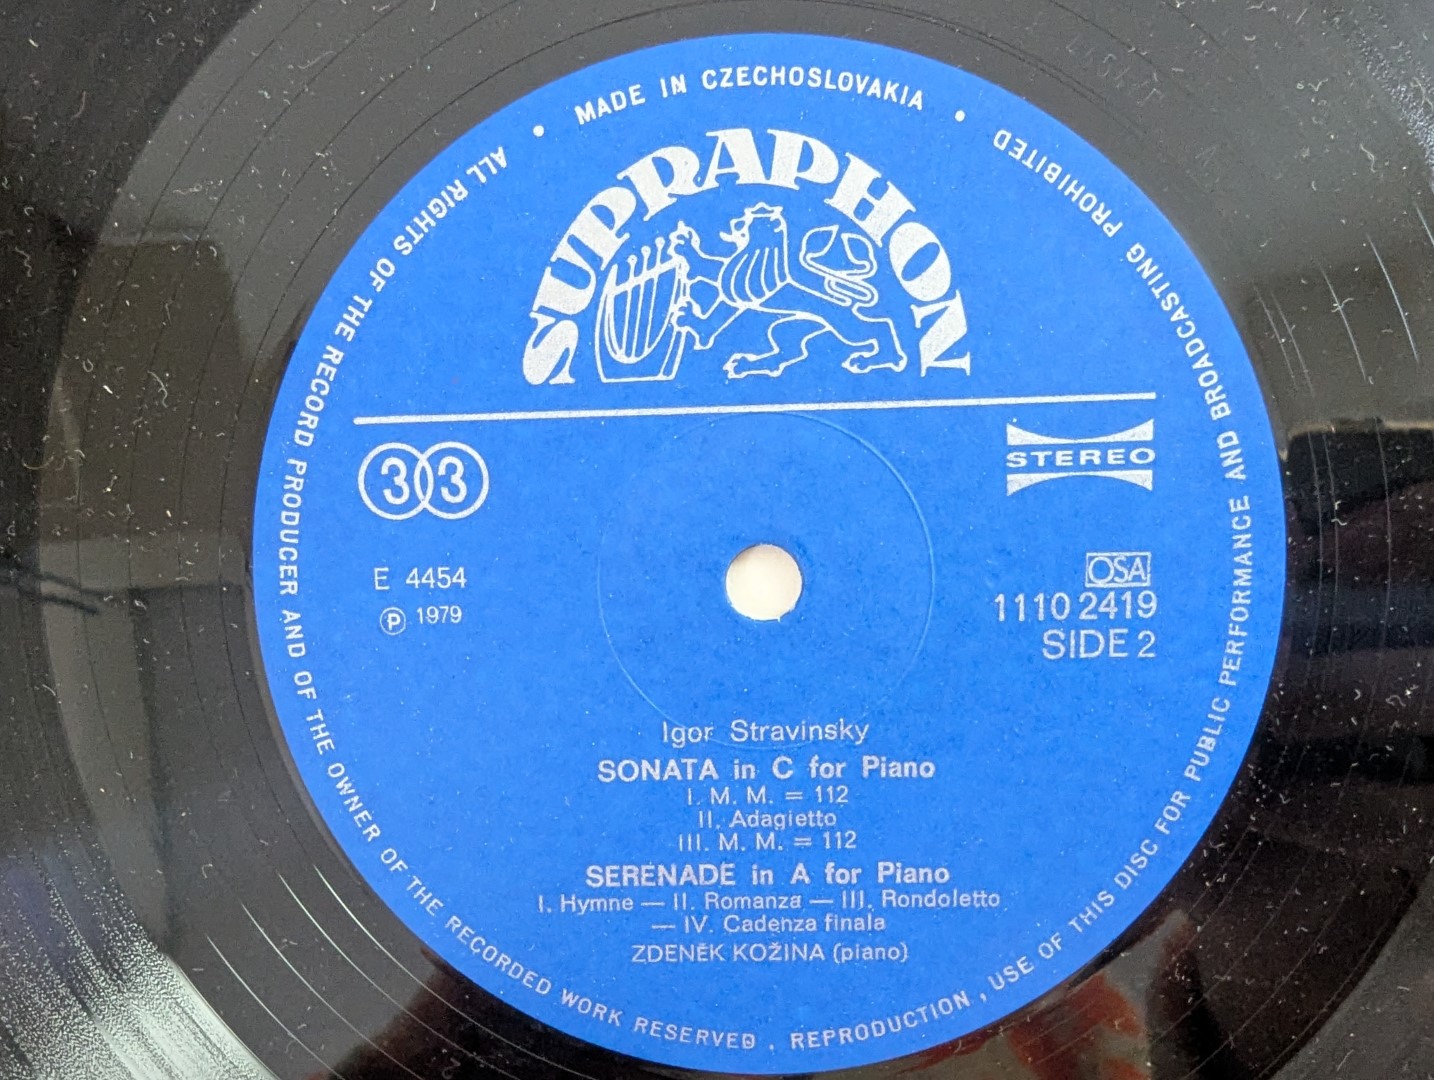 MADE IN CZECHOSLOVAKIA
ALL RIGHTS OF THE RECORD PRODUCER AND OF THE OWNER OF THE RECORDED WORK RESERVED . REPRODUCTION , USE OF THIS DISC FOR PUBLIC PERFORMANCE AND BROADCASTING PROHIBITED
SUPRAPHON
33
STEREO
E 4454
Ⓟ 1979
OSA
1110 2419
SIDE 2
Igor Stravinsky
SONATA in C for Piano
I. M. M. = 112
II. Adagietto
III. M. M. = 112
SERENADE in A for Piano
I. Hymne — II. Romanza — III. Rondoletto
— IV. Cadenza finala
ZDENĚK KOŽINA (piano)